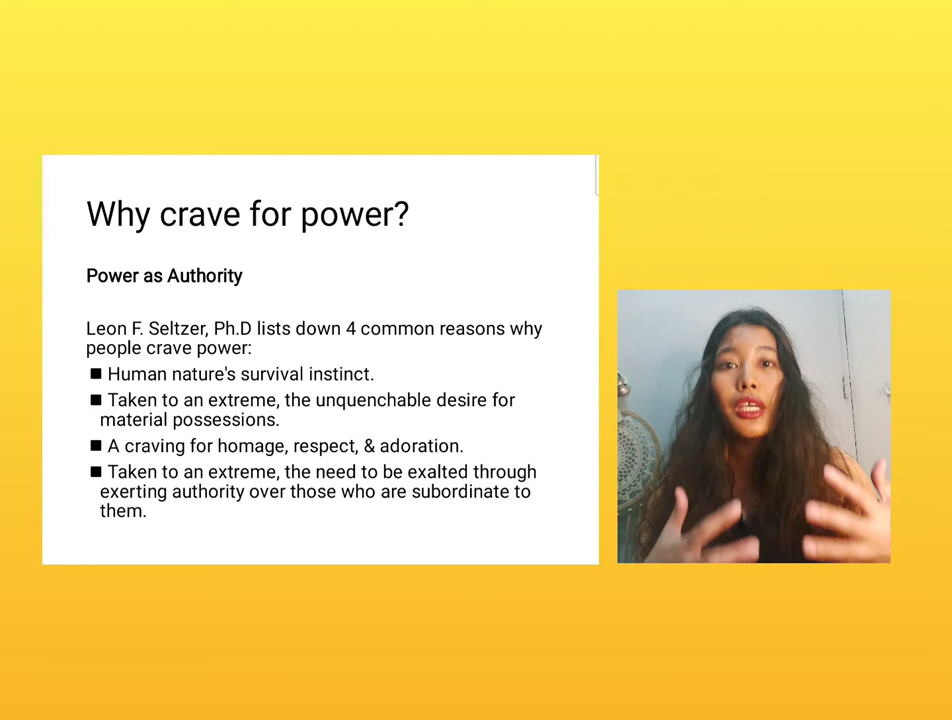 Why crave for power?
Power as Authority
Leon F. Seltzer, Ph.D lists down 4 common reasons why
people crave power:
■ Human nature's survival instinct.
■ Taken to an extreme, the unquenchable desire for
material possessions.
■ A craving for homage, respect, & adoration.
■ Taken to an extreme, the need to be exalted through
exerting authority over those who are subordinate to
them.